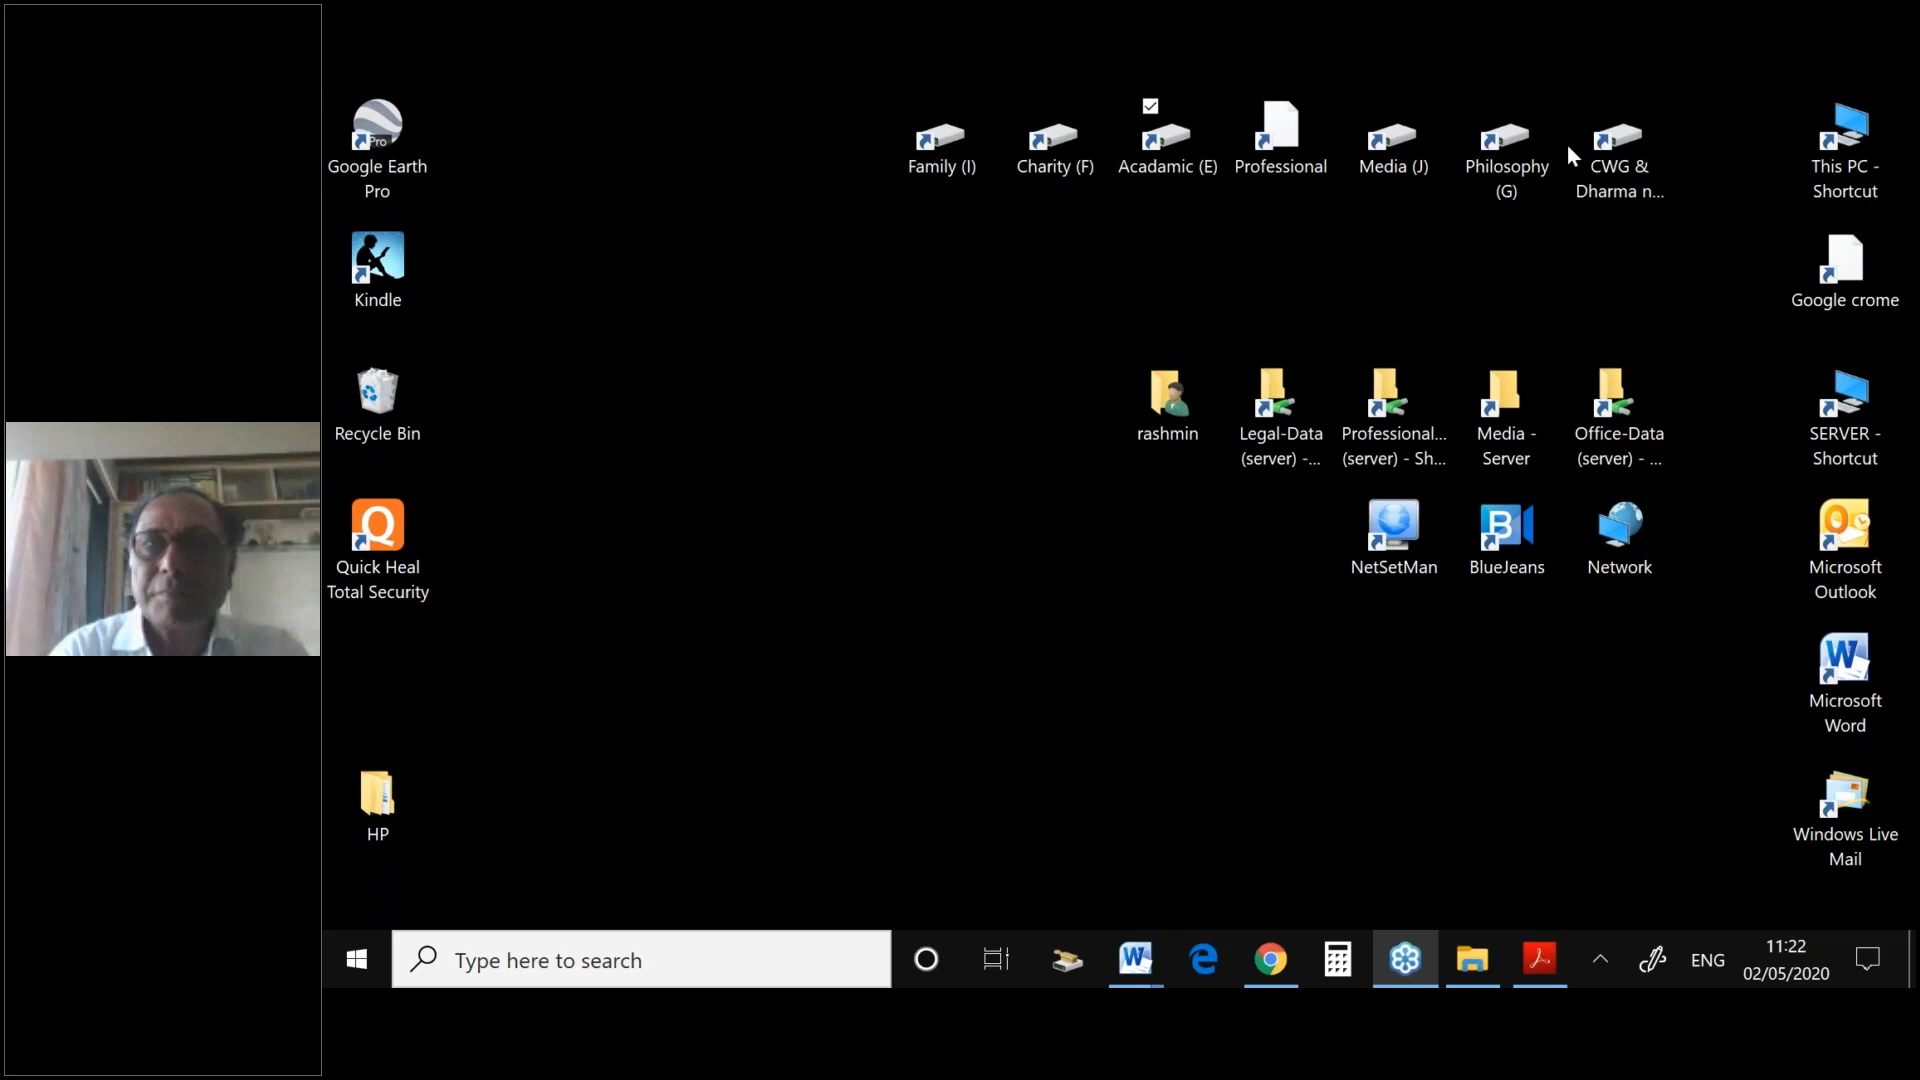 Pro
Google Earth
Pro
Family (I)
Charity (F)
Acadamic (E)
Professional
Media (J)
Philosophy
(G)
CWG &
Dharma n...
This PC -
Shortcut
Kindle
Google crome
Recycle Bin
rashmin
Legal-Data
(server) -...
Professional...
(server) - Sh...
Media -
Server
Office-Data
(server) - ...
SERVER -
Shortcut
Quick Heal
Total Security
NetSetMan
BlueJeans
Network
Microsoft
Outlook
Microsoft
Word
HP
Windows Live
Mail
Type here to search
ENG
11:22
02/05/2020